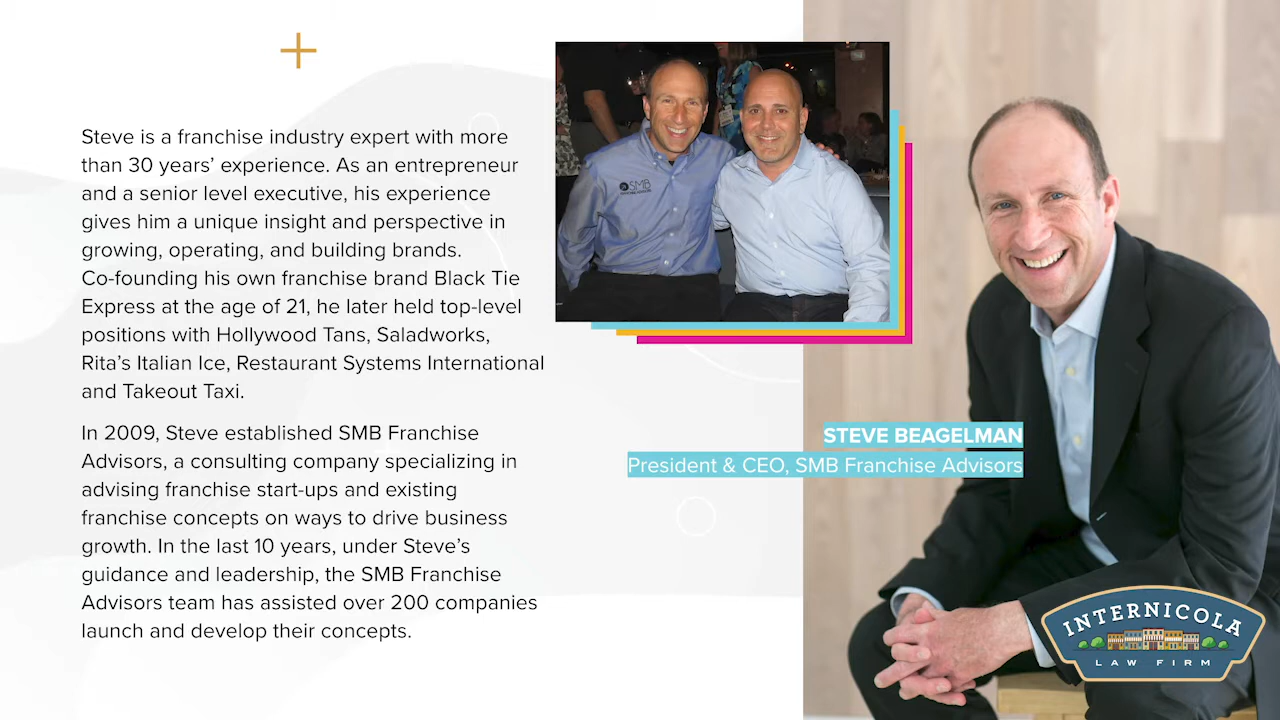 Steve is a franchise industry expert with more
than 30 years’ experience. As an entrepreneur
and a senior level executive, his experience
gives him a unique insight and perspective in
growing, operating, and building brands.
Co-founding his own franchise brand Black Tie
Express at the age of 21, he later held top-level
positions with Hollywood Tans, Saladworks,
Rita’s Italian Ice, Restaurant Systems International
and Takeout Taxi.
In 2009, Steve established SMB Franchise
Advisors, a consulting company specializing in
advising franchise start-ups and existing
franchise concepts on ways to drive business
growth. In the last 10 years, under Steve’s
guidance and leadership, the SMB Franchise
Advisors team has assisted over 200 companies
launch and develop their concepts.
SMB
STEVE BEAGELMAN
President & CEO, SMB Franchise Advisors
INTERNICOLA
LAW FIRM